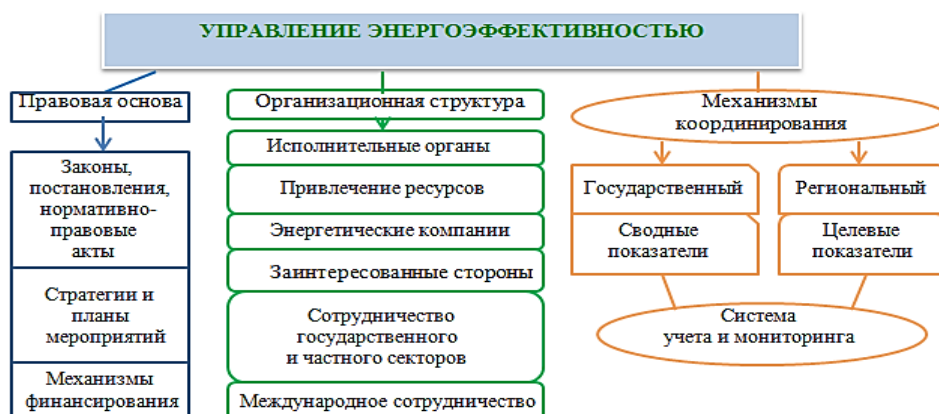 УПРАВЛЕНИЕ ЭНЕРГОЭФФЕКТИВНОСТЬЮ
Правовая основа
Законы,
постановления,
нормативно-
правовые
акты
Стратегии и
планы
мероприятий
Механизмы
финансирования
Организационная структура
Исполнительные органы
Привлечение ресурсов
Энергетические компании
Заинтересованные стороны
Сотрудничество
государственного
и частного секторов
Международное сотрудничество
Механизмы
координирования
Государственный
Сводные
показатели
Региональный
Целевые
показатели
Система
учета и мониторинга